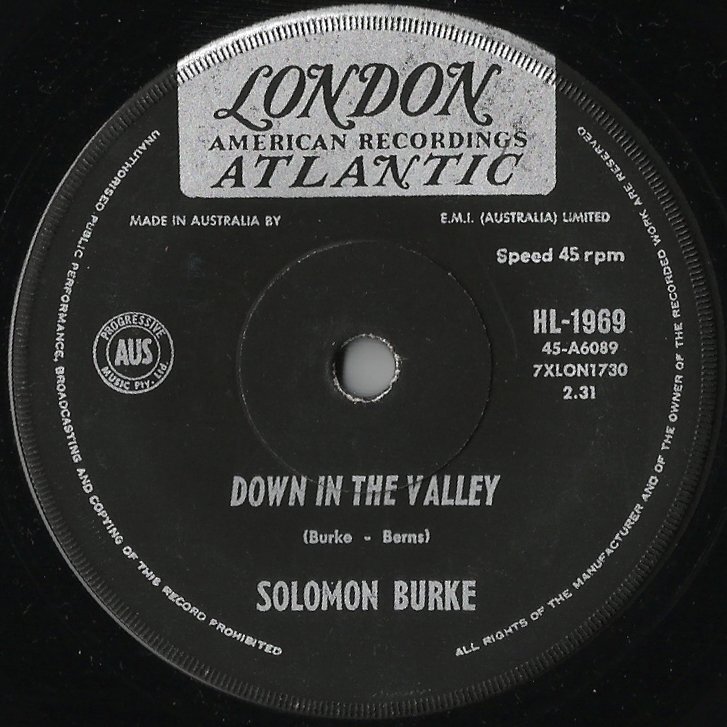 LONDON
AMERICAN RECORDINGS
ATLANTIC
MADE IN AUSTRALIA BY
E.M.I. (AUSTRALIA) LIMITED
Speed 45 rpm
HL-1969
45-A6089
7XLON1730
2.31
PROGRESSIVE
AUS
MUSIC Pty. Ltd
DOWN IN THE VALLEY
(Burke - Berns)
SOLOMON BURKE
UNAUTHORISED PUBLIC PERFORMANCE, BROADCASTING AND COPYING OF THIS RECORD PROHIBITED
ALL RIGHTS OF THE MANUFACTURER AND OF THE OWNER OF THE RECORDED WORK ARE RESERVED